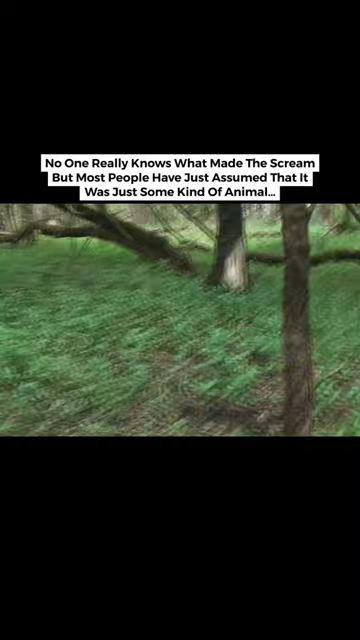 No One Really Knows What Made The Scream
But Most People Have Just Assumed That It
Was Just Some Kind Of Animal...